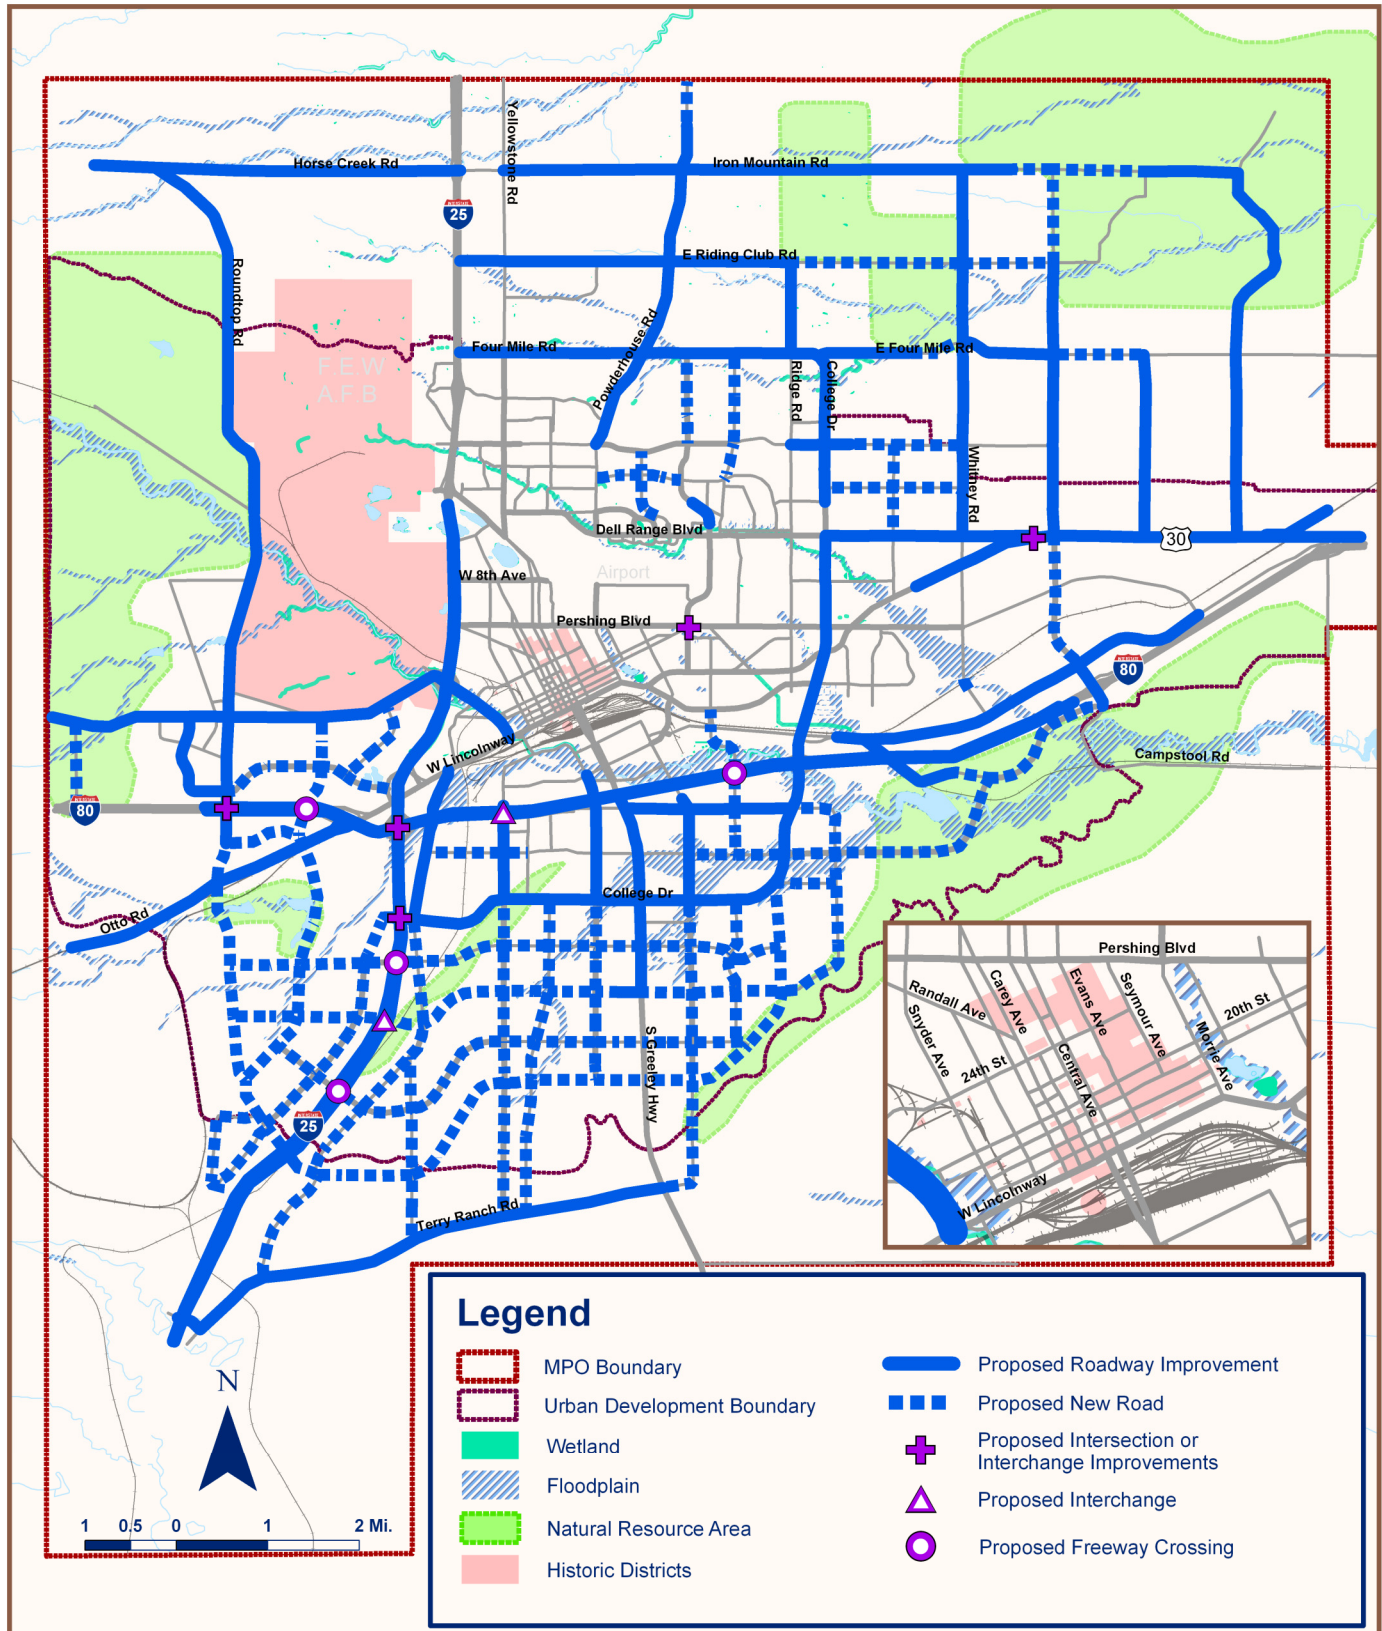 Horse Creek Rd
Yellowstone Rd
Iron Mountain Rd
25
E Riding Club Rd
Roundtop Rd
Four Mile Rd
Powderhouse Rd
E Four Mile Rd
F.E.W
A.F.B
Ridge Rd
College Dr
Whitney Rd
Dell Range Blvd
30
W 8th Ave
Airport
Pershing Blvd
80
W Lincolnway
Campstool Rd
80
College Dr
Otto Rd
S Greeley Hwy
25
Terry Ranch Rd
Pershing Blvd
Randall Ave
Carey Ave
Evans Ave
Seymour Ave
20th St
Snyder Ave
24th St
Central Ave
Morrie Ave
W Lincolnway
N
1 0.5 0 1 2 Mi.
Legend
MPO Boundary
Urban Development Boundary
Wetland
Floodplain
Natural Resource Area
Historic Districts
Proposed Roadway Improvement
Proposed New Road
Proposed Intersection or
Interchange Improvements
Proposed Interchange
Proposed Freeway Crossing